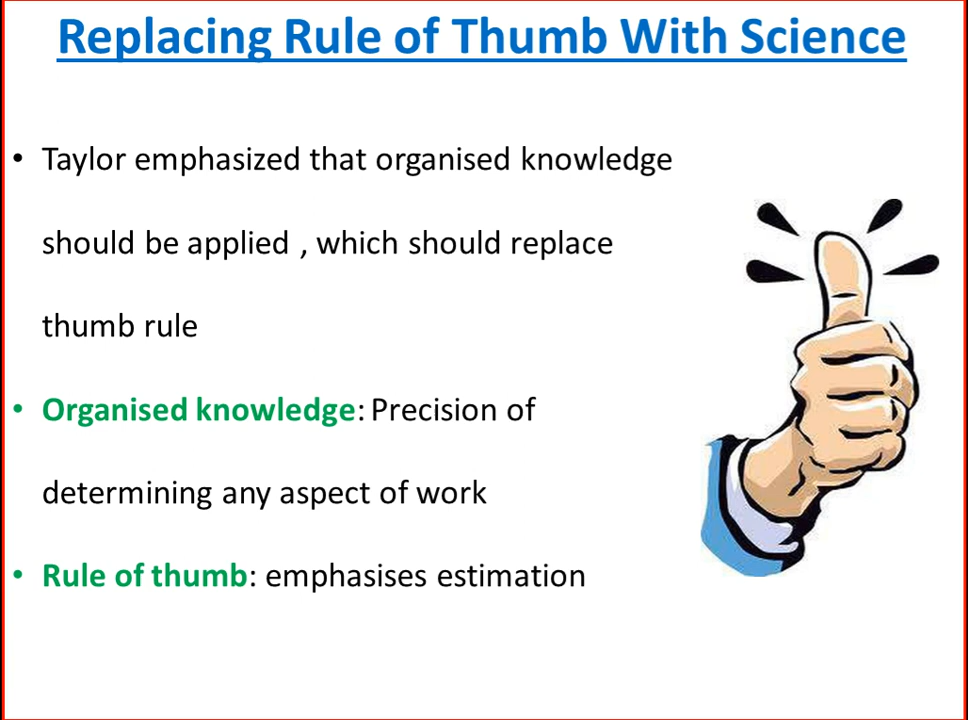 Replacing Rule of Thumb With Science
• Taylor emphasized that organised knowledge
should be applied , which should replace
thumb rule
• Organised knowledge: Precision of
determining any aspect of work
• Rule of thumb: emphasises estimation